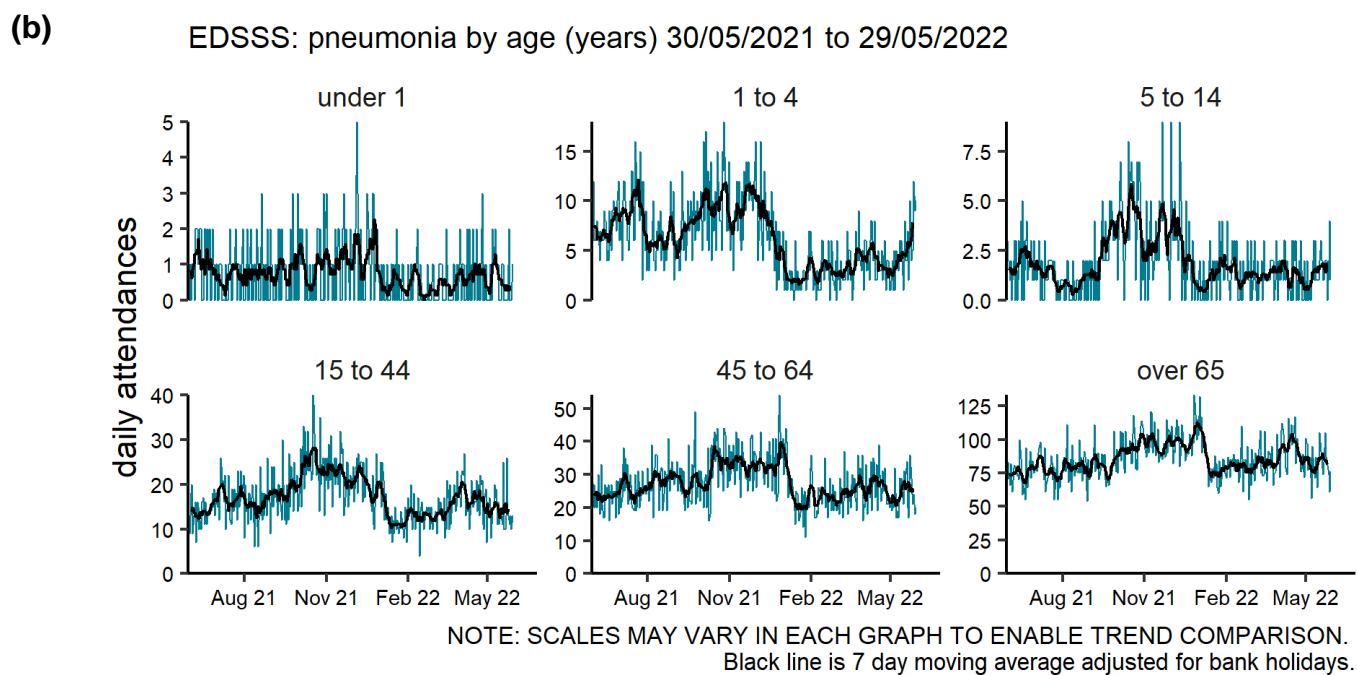 (b)
EDSSS: pneumonia by age (years) 30/05/2021 to 29/05/2022
under 1
1 to 4
5 to 14
5
4
3
2
1
0
15
10
5
0
7.5
5.0
2.5
0.0
daily attendances
15 to 44
45 to 64
over 65
40
30
20
10
0
50
40
30
20
10
0
125
100
75
50
25
0
Aug 21 Nov 21 Feb 22 May 22
Aug 21 Nov 21 Feb 22 May 22
Aug 21 Nov 21 Feb 22 May 22
NOTE: SCALES MAY VARY IN EACH GRAPH TO ENABLE TREND COMPARISON.
Black line is 7 day moving average adjusted for bank holidays.